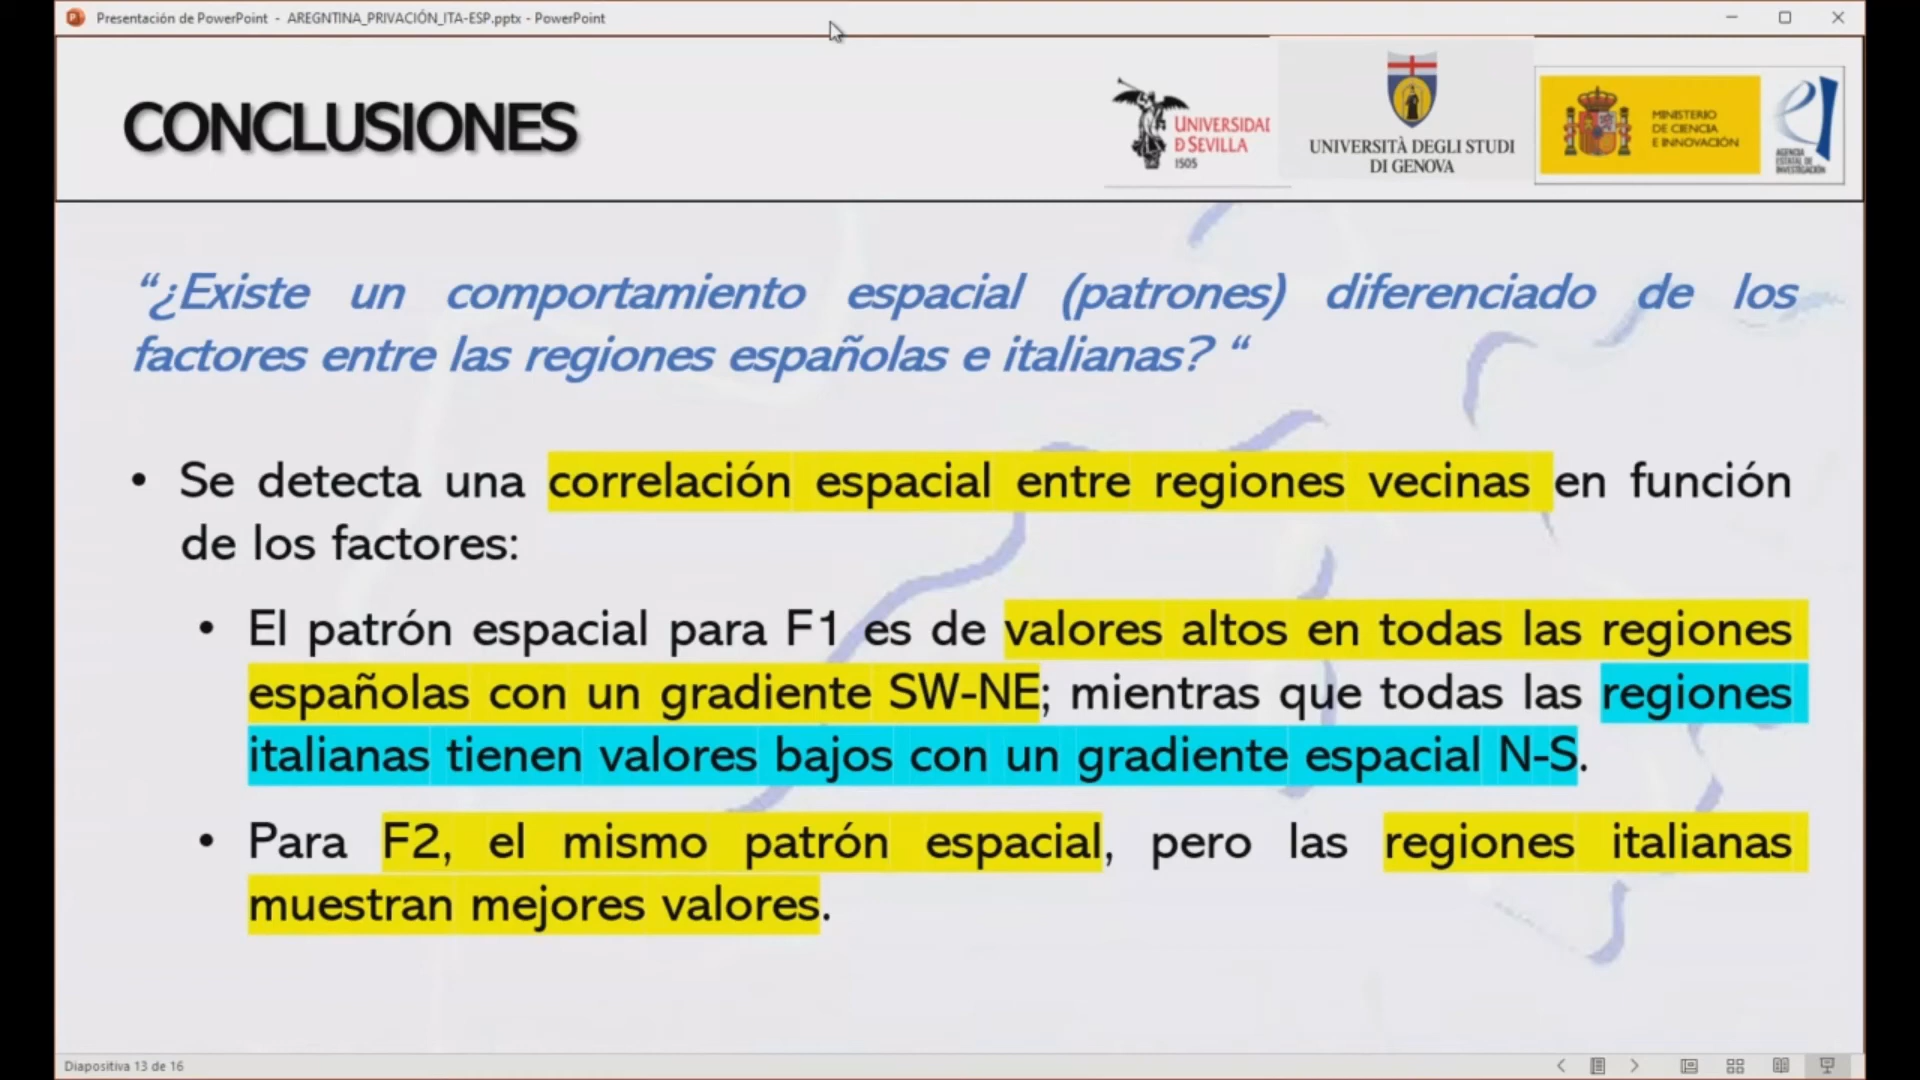 Presentación de PowerPoint - AREGNTINA_PRIVACIÓN_ITA-ESP.pptx - PowerPoint
CONCLUSIONES
UNIVERSIDAD
D SEVILLA
1505
UNIVERSITÀ DEGLI STUDI
DI GENOVA
MINISTERIO
DE CIENCIA
E INNOVACIÓN
AGENCIA
ESTATAL DE
INVESTIGACIÓN
“¿Existe un comportamiento espacial (patrones) diferenciado de los
factores entre las regiones españolas e italianas? “
• Se detecta una correlación espacial entre regiones vecinas en función
de los factores:
• El patrón espacial para F1 es de valores altos en todas las regiones
españolas con un gradiente SW-NE; mientras que todas las regiones
italianas tienen valores bajos con un gradiente espacial N-S.
• Para F2, el mismo patrón espacial, pero las regiones italianas
muestran mejores valores.
Diapositiva 13 de 16